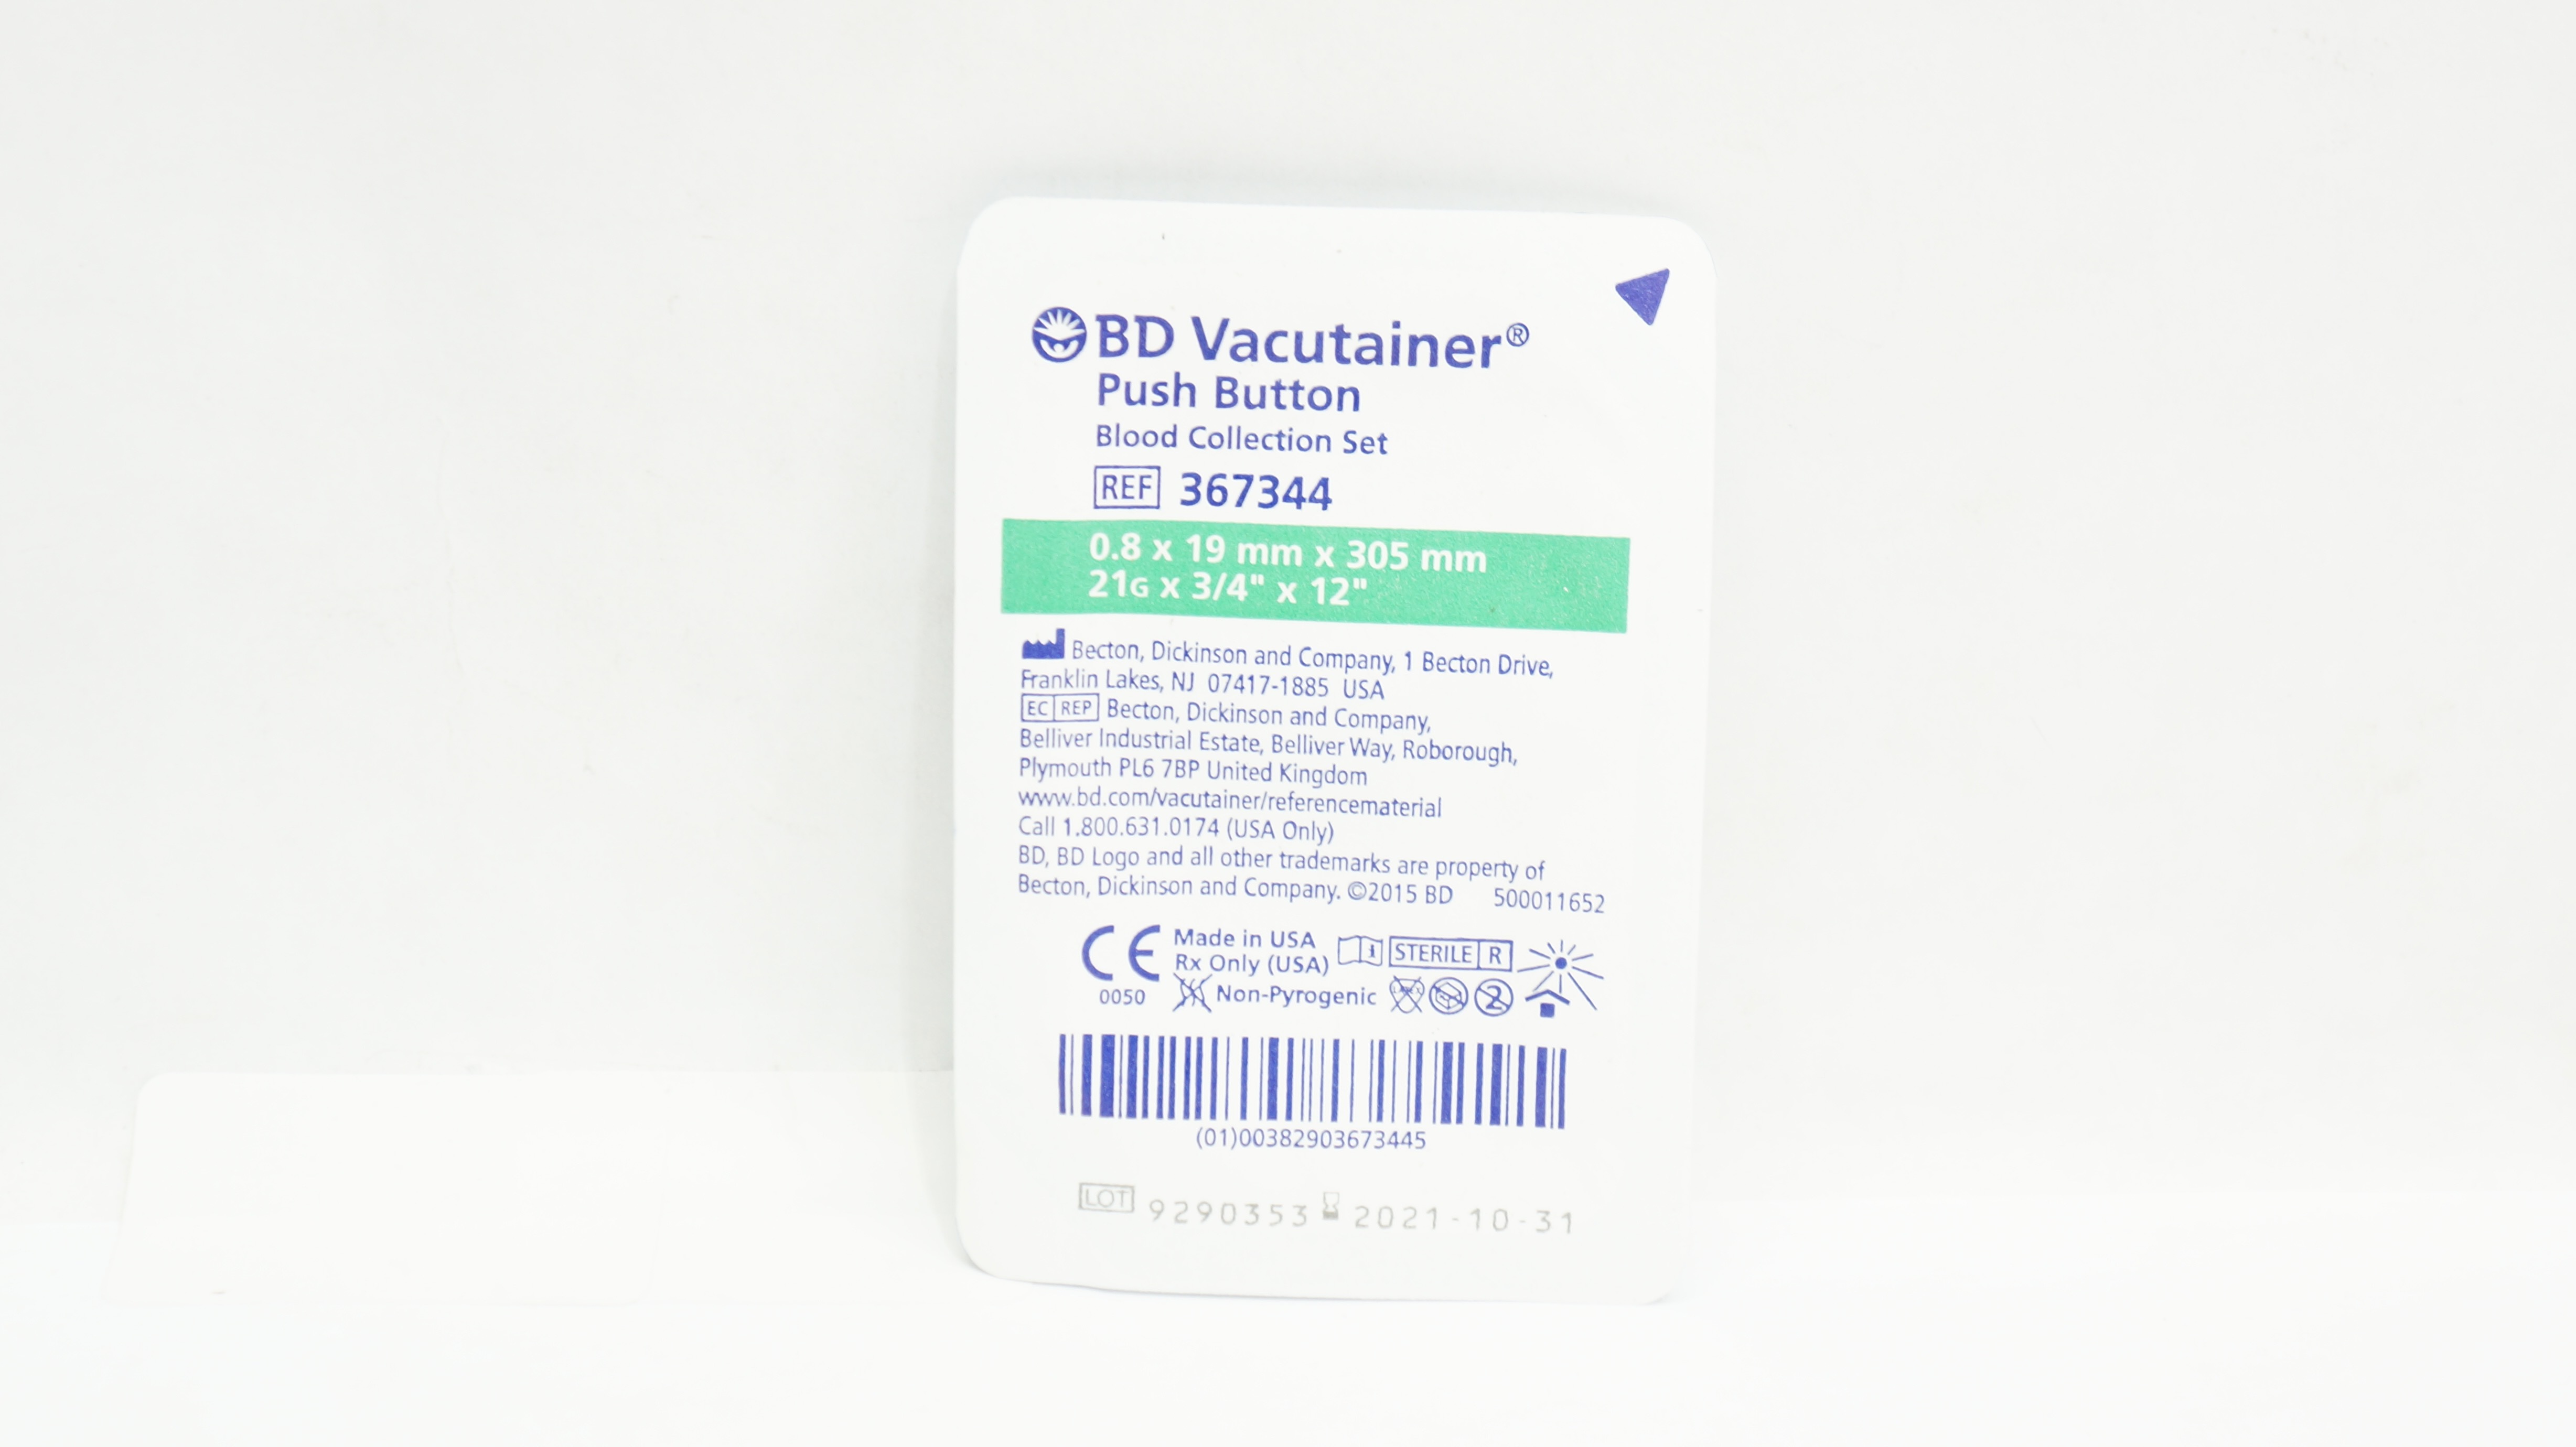 BD Vacutainer®
Push Button
Blood Collection Set
REF 367344
0.8 x 19 mm x 305 mm
21G x 3/4" x 12"
Becton, Dickinson and Company, 1 Becton Drive,
Franklin Lakes, NJ 07417-1885 USA
EC REP Becton, Dickinson and Company,
Belliver Industrial Estate, Belliver Way, Roborough,
Plymouth PL6 7BP United Kingdom
www.bd.com/vacutainer/referencematerial
Call 1.800.631.0174 (USA Only)
BD, BD Logo and all other trademarks are property of
Becton, Dickinson and Company. ©2015 BD 500011652
CE Made in USA STERILE R
Rx Only (USA)
0050 Non-Pyrogenic LATEX 2
(01)00382903673445
LOT 9290353 2021-10-31